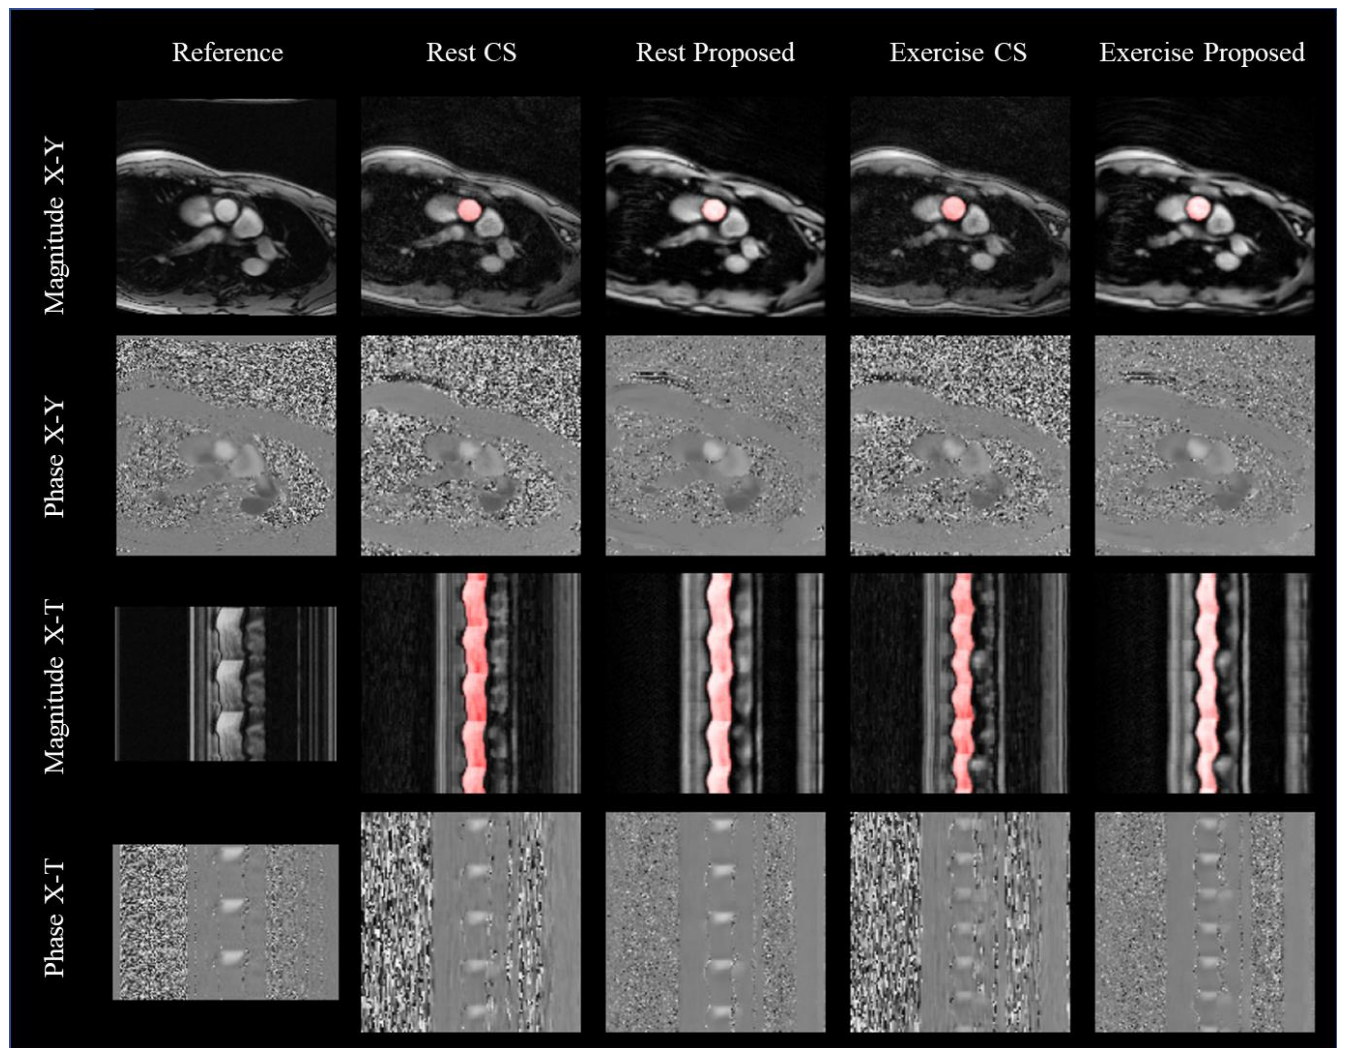 Reference
Rest CS
Rest Proposed
Exercise CS
Exercise Proposed
Magnitude X-Y
Phase X-Y
Magnitude X-T
Phase X-T